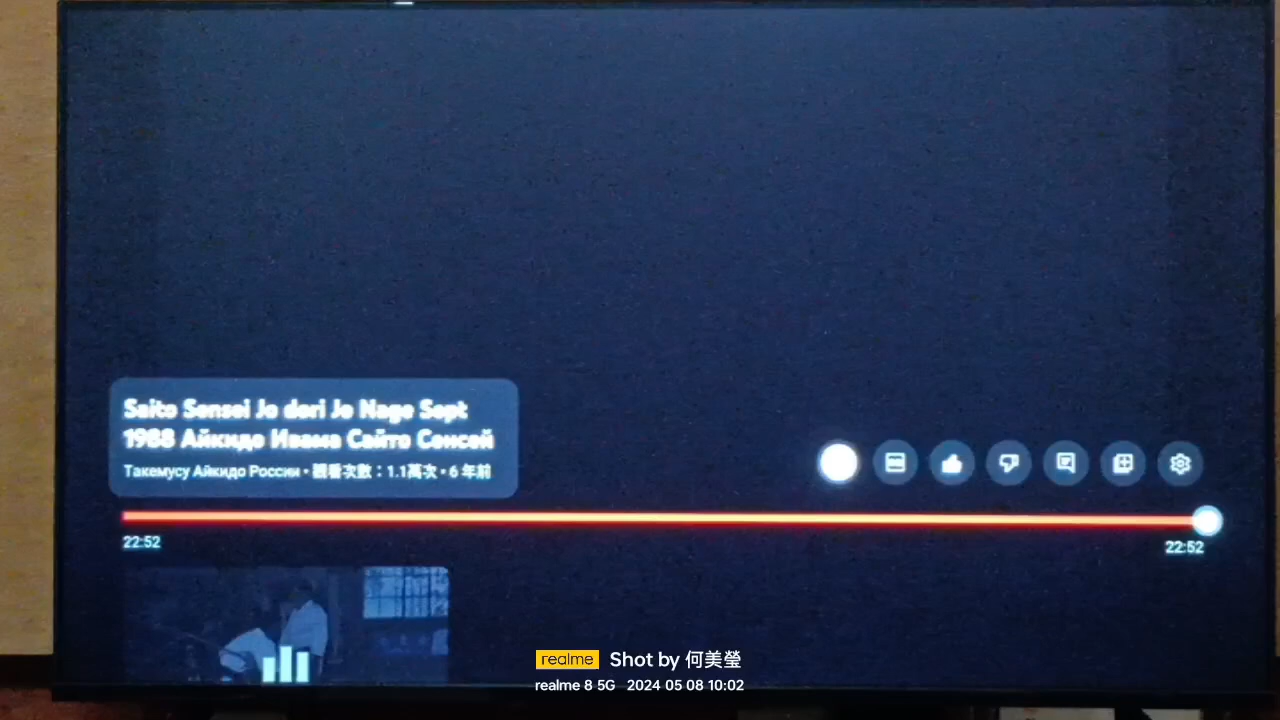 Saito Sensei Jo dori Jo Nage Sept
1988 Айкидо Ивама Сайто Сенсей
Такемусу Айкидо России • 觀看次數：1.1萬次 • 6 年前
22:52
22:52
realme Shot by 何美瑩
realme 8 5G 2024 05 08 10:02